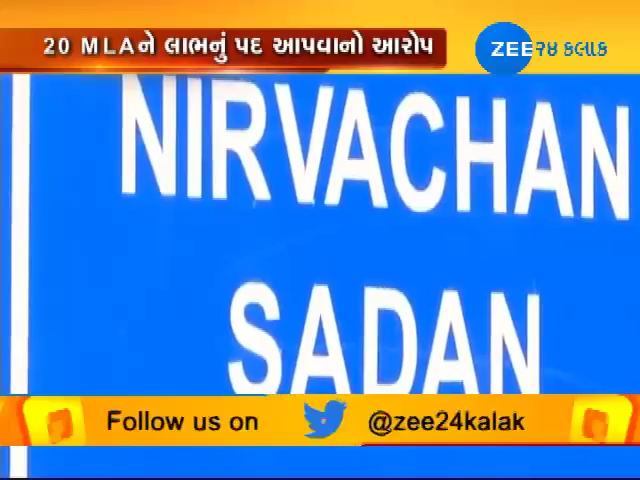 20 MLAને લાભનું પદ આપવાનો આરોપ
ZEE ૨૪ કલાક
NIRVACHAN
SADAN
Follow us on @zee24kalak